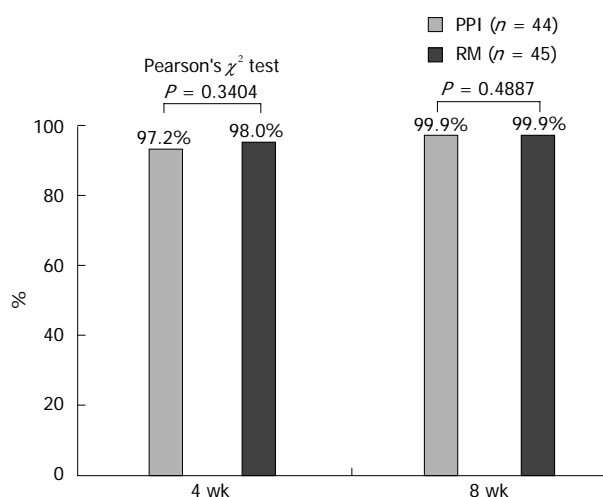 PPI (n = 44)
RM (n = 45)
Pearson's χ² test
P = 0.3404
P = 0.4887
97.2%
98.0%
99.9%
99.9%
100
80
60
40
20
0
%
4 wk
8 wk